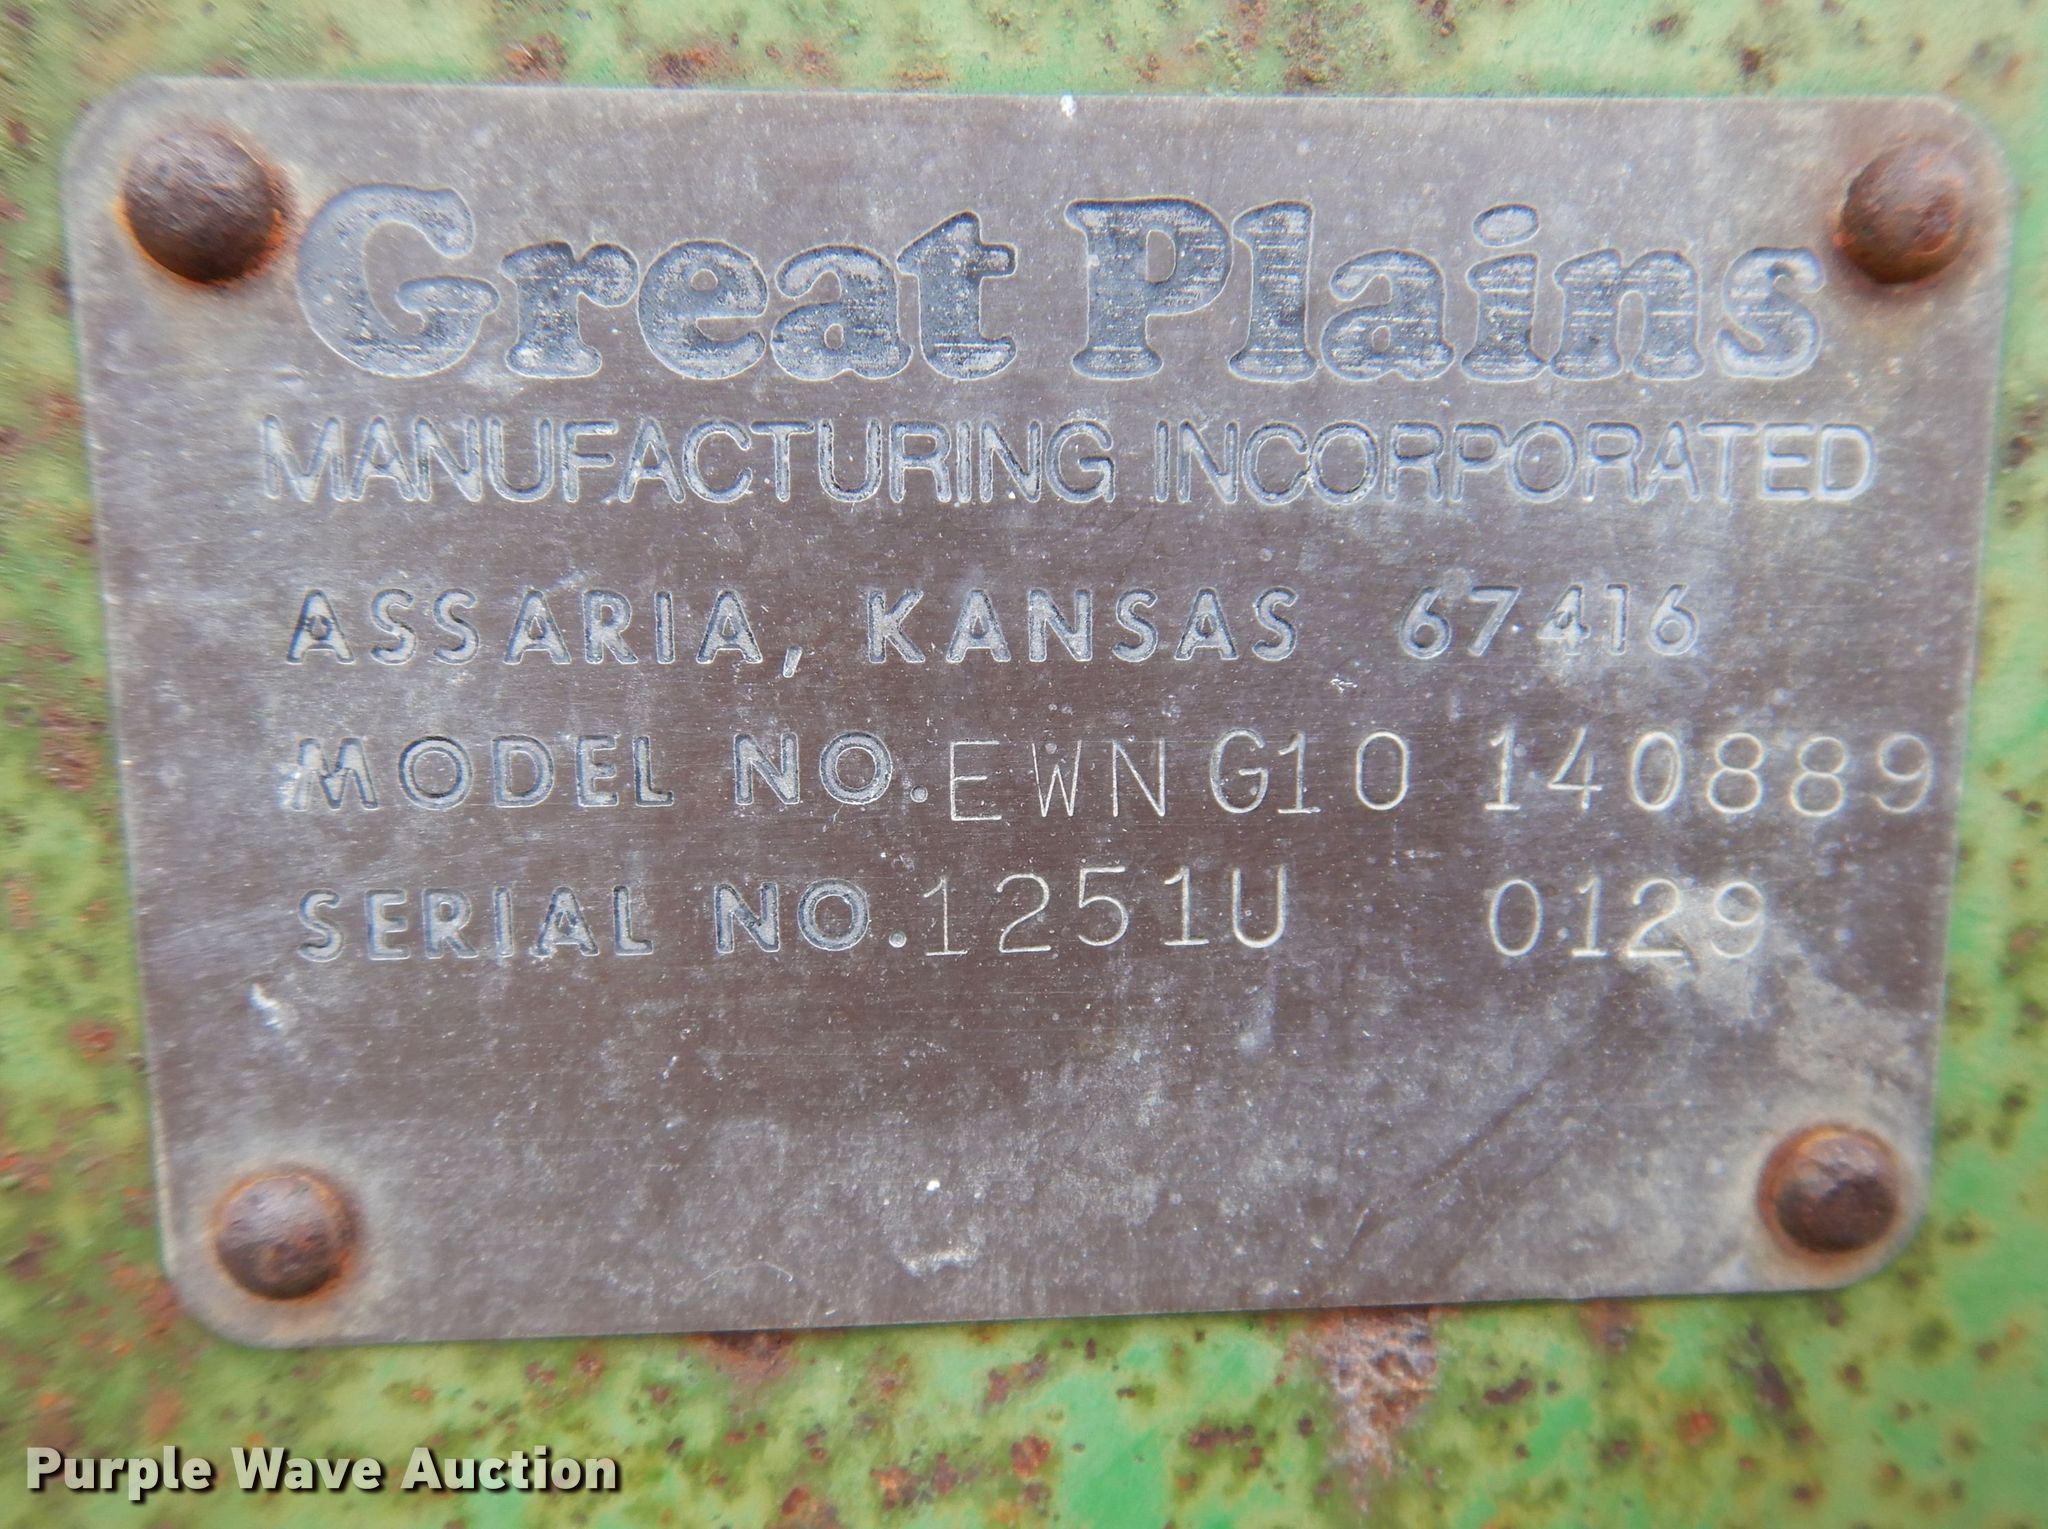 Great Plains
MANUFACTURING INCORPORATED
ASSARIA, KANSAS 67416
MODEL NO. EWNG10 140889
SERIAL NO. 1251U 0129
Purple Wave Auction